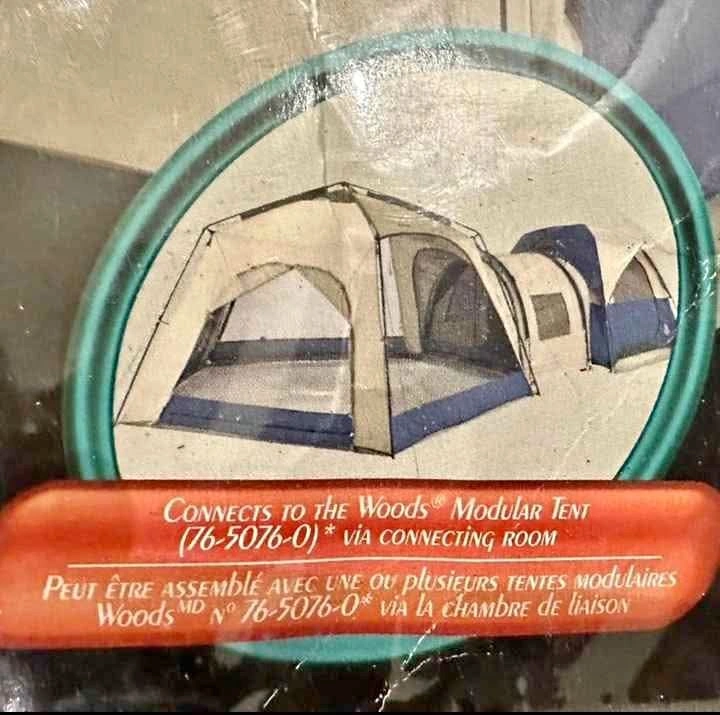 CONNECTS TO THE WOODS® MODULAR TENT
(76-5076-0)* VIA CONNECTING ROOM
PEUT ÊTRE ASSEMBLÉ AVEC UNE OU PLUSIEURS TENTES MODULAIRES
WOODS MD N° 76-5076-0* VIA LA CHAMBRE DE LIAISON